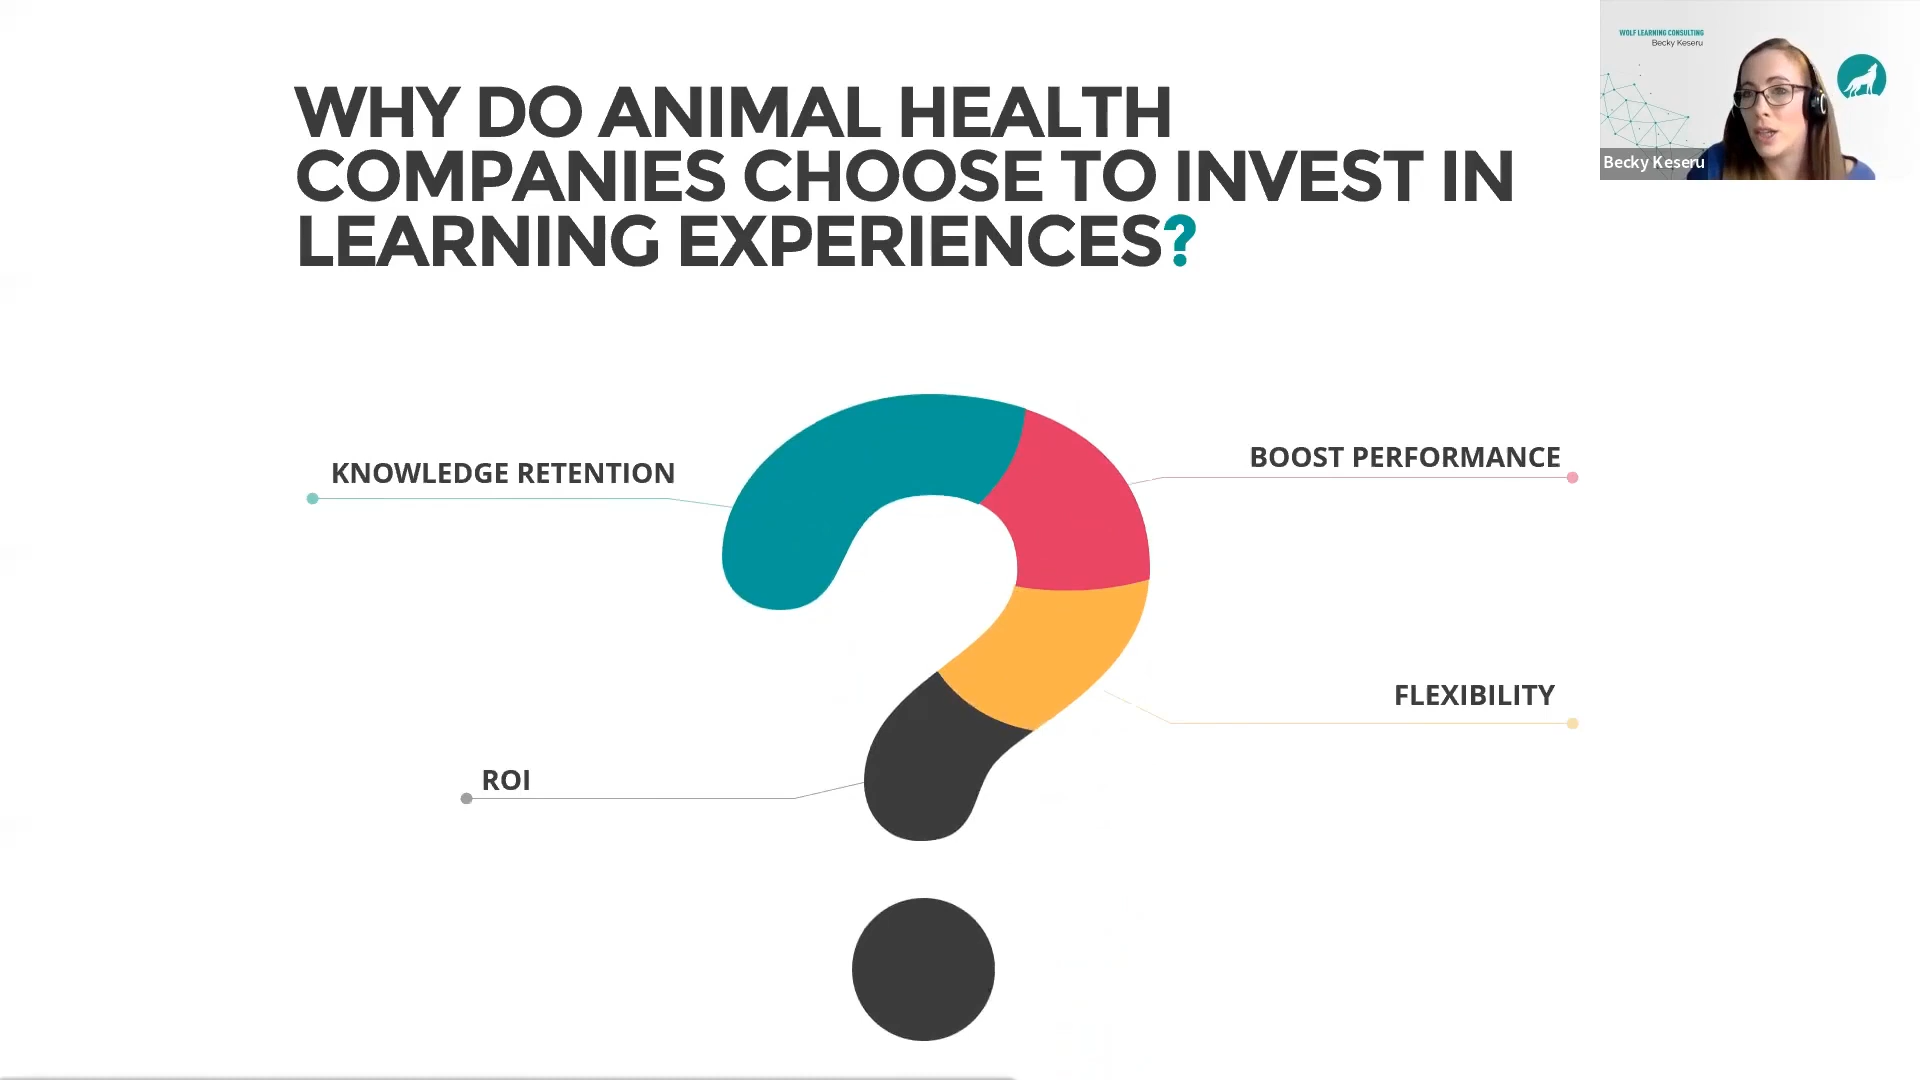 WOLF LEARNING CONSULTING
Becky Keseru
Becky Keseru
WHY DO ANIMAL HEALTH
COMPANIES CHOOSE TO INVEST IN
LEARNING EXPERIENCES?
KNOWLEDGE RETENTION
BOOST PERFORMANCE
FLEXIBILITY
ROI